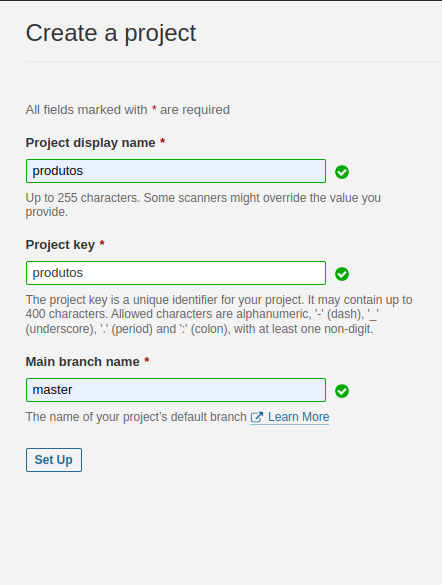 Create a project
All fields marked with * are required
Project display name *
produtos
Up to 255 characters. Some scanners might override the value you
provide.
Project key *
produtos
The project key is a unique identifier for your project. It may contain up to
400 characters. Allowed characters are alphanumeric, '-' (dash), '_'
(underscore), '.' (period) and ':' (colon), with at least one non-digit.
Main branch name *
master
The name of your project's default branch Learn More
Set Up